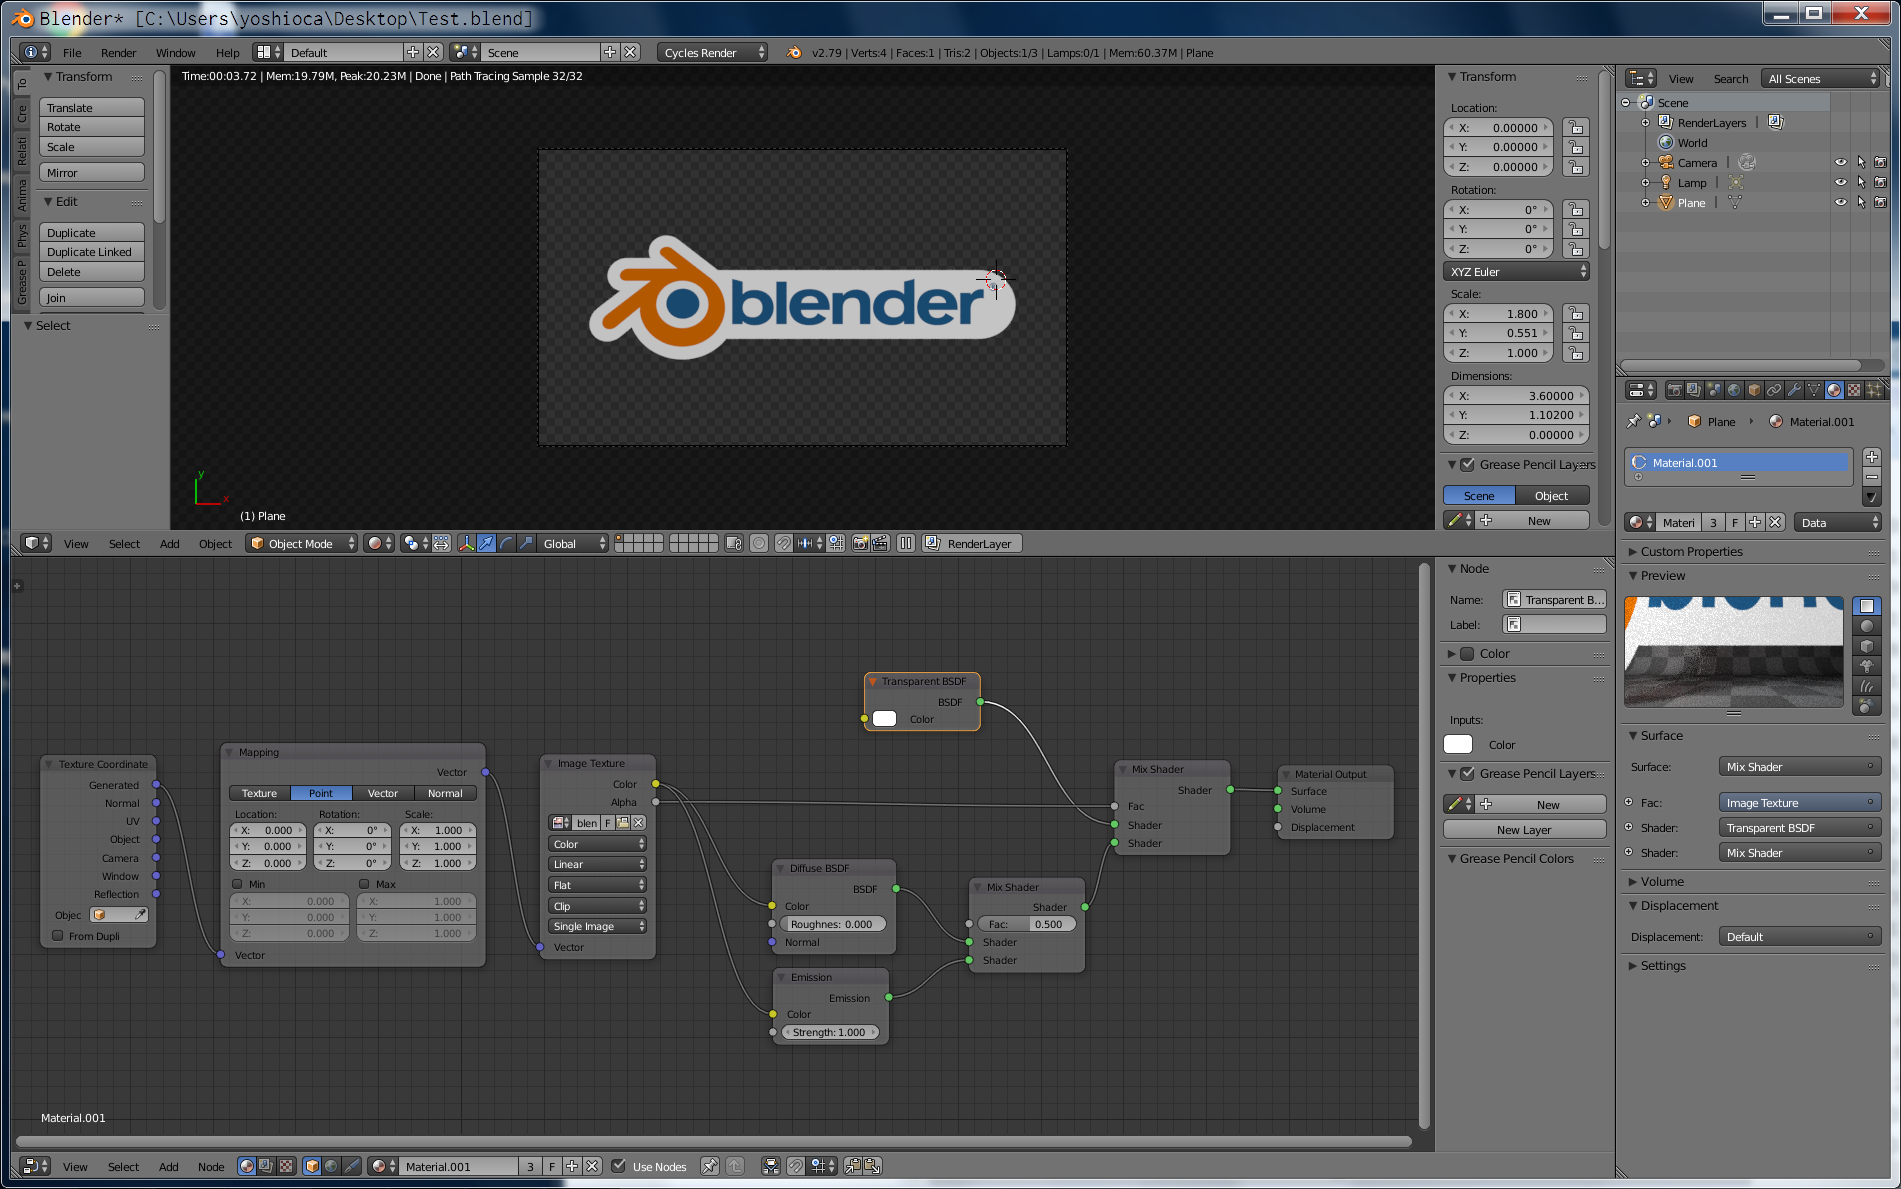 Blender* [C:\Users\yoshioca\Desktop\Test.blend]
File Render Window Help Default Scene Cycles Render v2.79 | Verts:4 | Faces:1 | Tris:2 | Objects:1/3 | Lamps:0/1 | Mem:60.37M | Plane
To
Cre
Relati
Anima
Phys
Grease P
Transform
Translate
Rotate
Scale
Mirror
Edit
Duplicate
Duplicate Linked
Delete
Join
Select
Time:00:03.72 | Mem:19.79M, Peak:20.23M | Done | Path Tracing Sample 32/32
blender
y
x
(1) Plane
Transform
Location:
X: 0.00000
Y: 0.00000
Z: 0.00000
Rotation:
X: 0°
Y: 0°
Z: 0°
XYZ Euler
Scale:
X: 1.800
Y: 0.551
Z: 1.000
Dimensions:
X: 3.60000
Y: 1.10200
Z: 0.00000
Grease Pencil Layers
Scene Object
New
View Search All Scenes
Scene
RenderLayers |
World
Camera |
Lamp |
Plane |
Plane Material.001
Material.001
Materi 3 F Data
Custom Properties
Preview
Surface
Surface: Mix Shader
Fac: Image Texture
Shader: Transparent BSDF
Shader: Mix Shader
Volume
Displacement
Displacement: Default
Settings
View Select Add Object Object Mode Global RenderLayer
Texture Coordinate
Generated
Normal
UV
Object
Camera
Window
Reflection
Objec
From Dupli
Mapping
Vector
Texture Point Vector Normal
Location: Rotation: Scale:
X: 0.000 X: 0° X: 1.000
Y: 0.000 Y: 0° Y: 1.000
Z: 0.000 Z: 0° Z: 1.000
Min Max
X: 0.000 X: 1.000
Y: 0.000 Y: 1.000
Z: 0.000 Z: 1.000
Vector
Image Texture
Color
Alpha
blen F
Color
Linear
Flat
Clip
Single Image
Vector
Transparent BSDF
BSDF
Color
Diffuse BSDF
BSDF
Color
Roughnes: 0.000
Normal
Emission
Emission
Color
Strength: 1.000
Mix Shader
Shader
Fac: 0.500
Shader
Shader
Mix Shader
Shader
Fac
Shader
Shader
Material Output
Surface
Volume
Displacement
Material.001
Node
Name: Transparent B...
Label:
Color
Properties
Inputs:
Color
Grease Pencil Layers
New
New Layer
Grease Pencil Colors
View Select Add Node Material.001 3 F Use Nodes